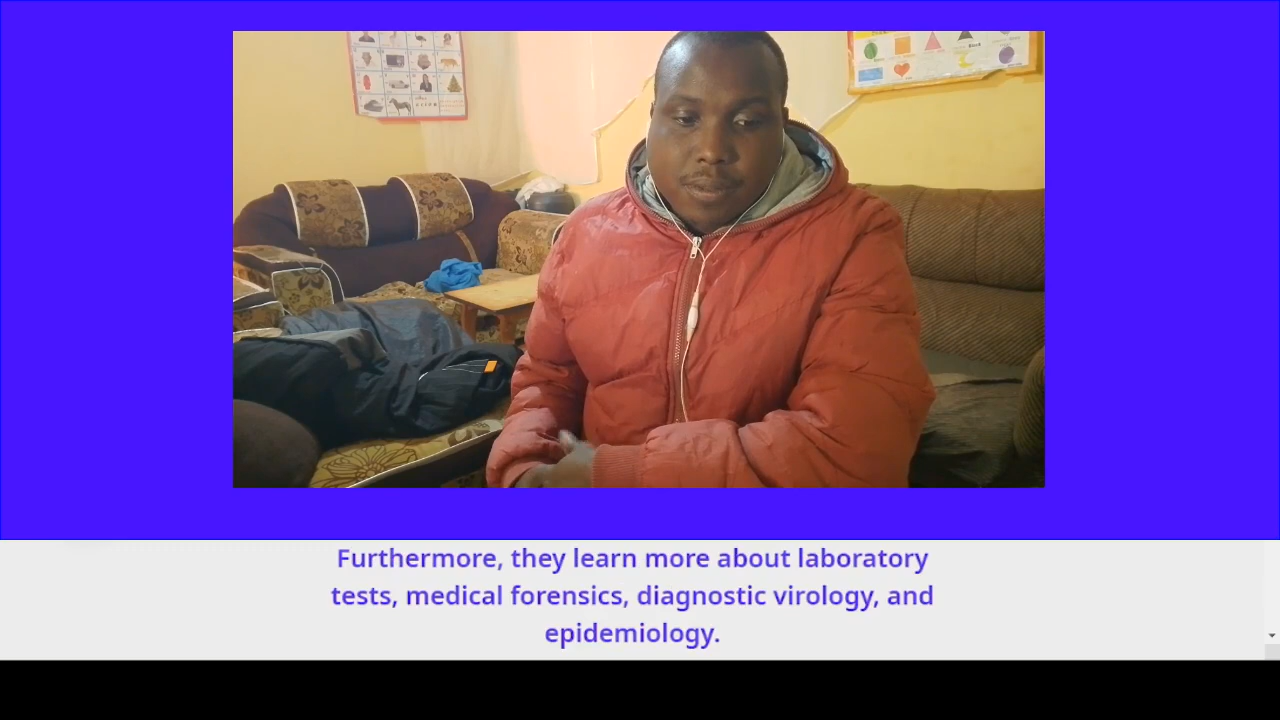 Furthermore, they learn more about laboratory
tests, medical forensics, diagnostic virology, and
epidemiology.